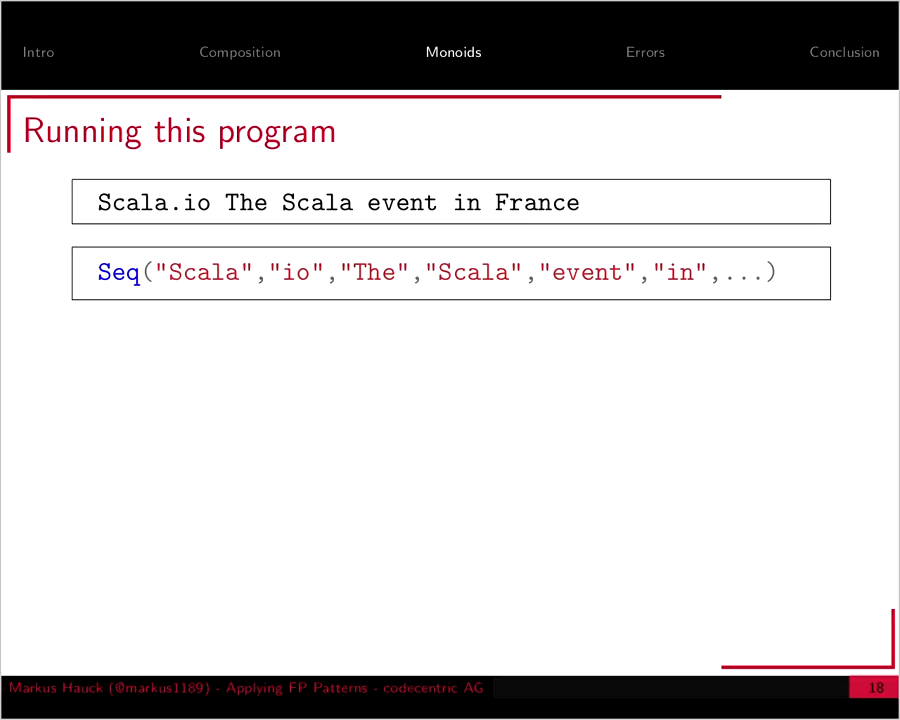 Intro Composition Monoids Errors Conclusion
Running this program
Scala.io The Scala event in France
Seq("Scala","io","The","Scala","event","in",...)
Markus Hauck (@markus1189) - Applying FP Patterns - codecentric AG 18